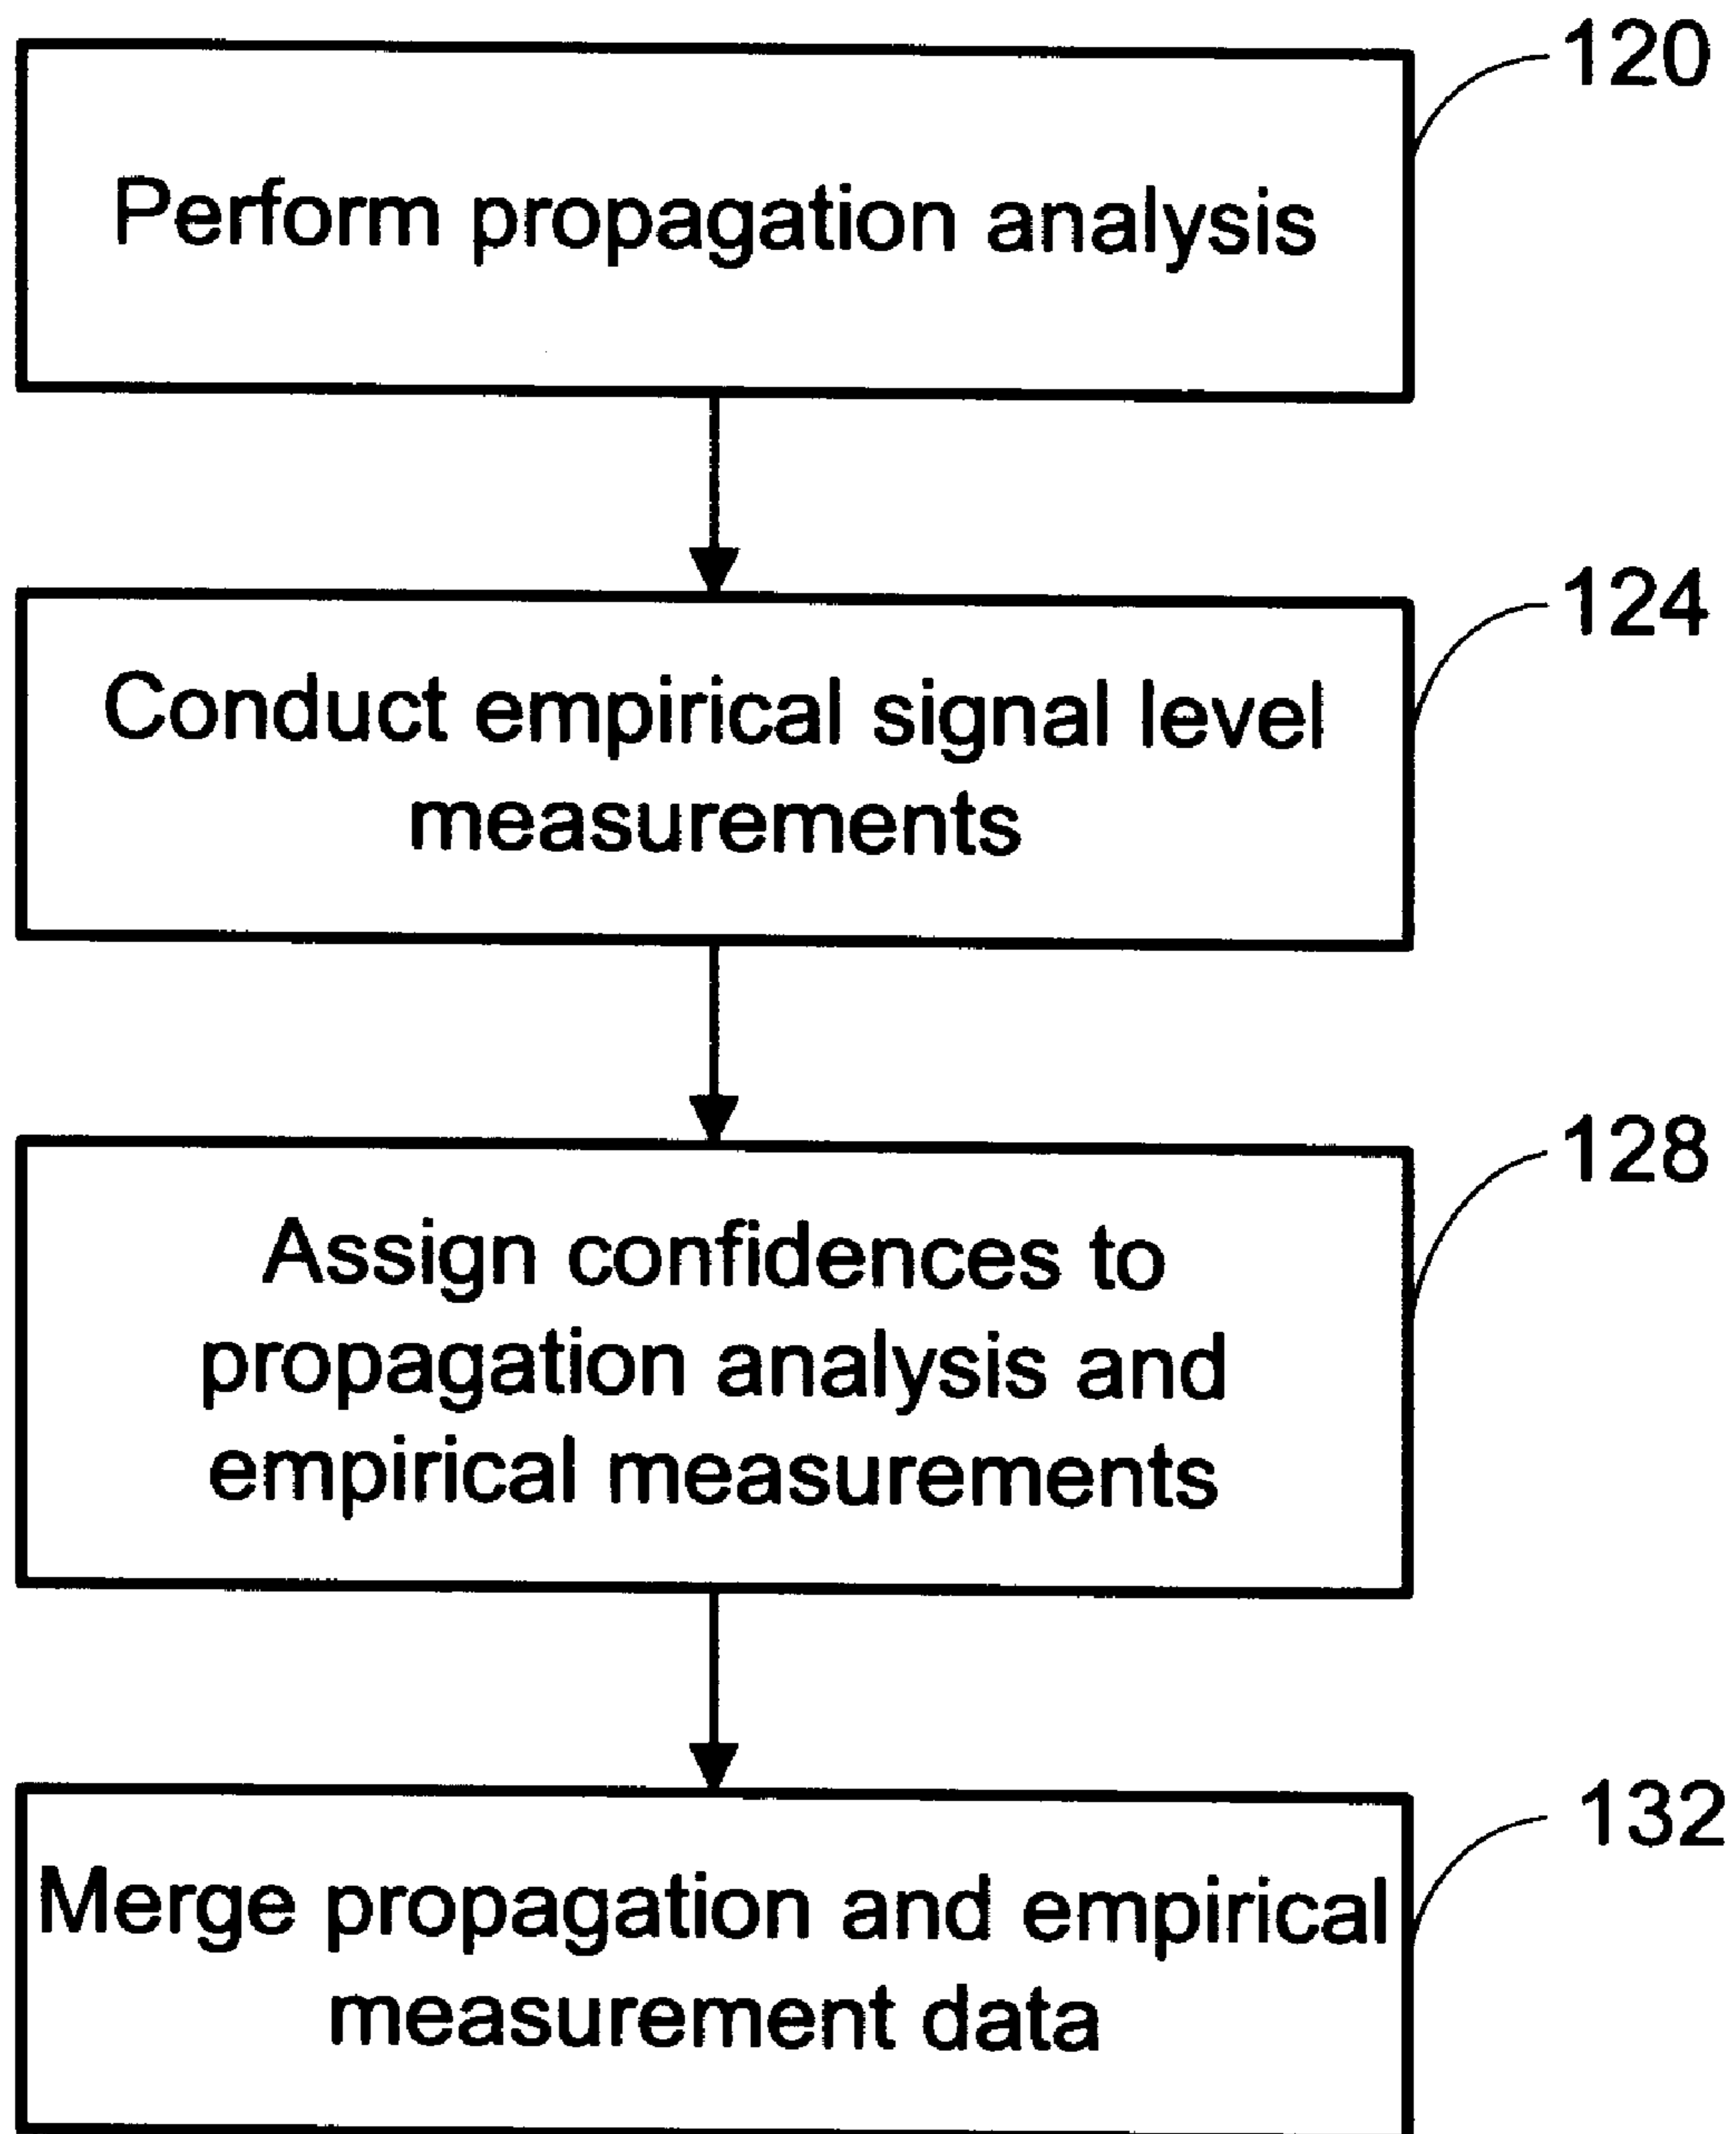 120
Perform propagation analysis
124
Conduct empirical signal level
measurements
128
Assign confidences to
propagation analysis and
empirical measurements
132
Merge propagation and empirical
measurement data